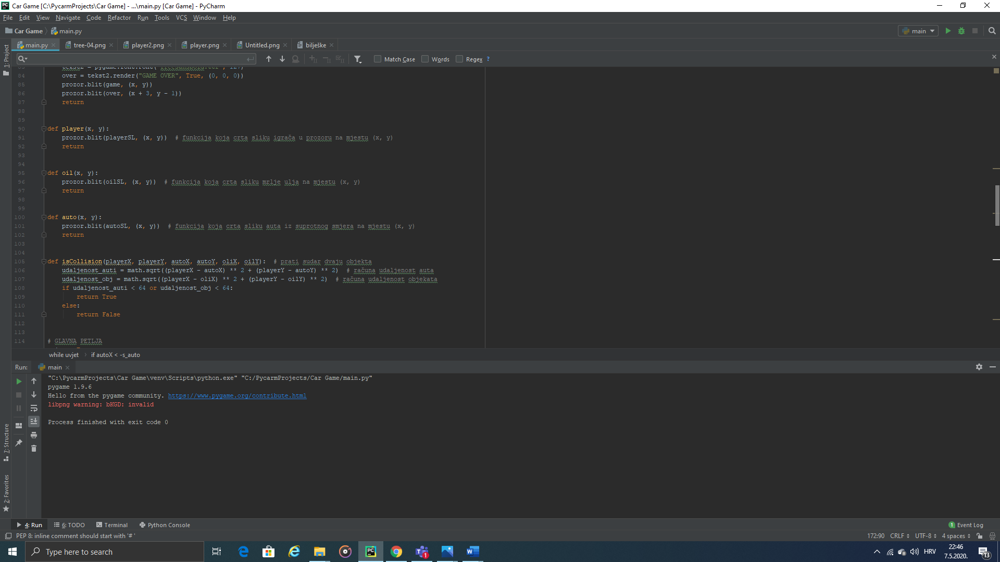 Car Game [C:\PycarmProjects\Car Game] - ...\main.py [Car Game] - PyCharm
File Edit View Navigate Code Refactor Run Tools VCS Window Help
Car Game main.py main
1: Project
main.py tree-04.png player2.png player.png Untitled.png bilješke
Match Case Words Regex ?
84 over = tekst2.render("GAME OVER", True, (0, 0, 0))
85 prozor.blit(game, (x, y))
86 prozor.blit(over, (x + 3, y - 1))
87 return
88
89
90 def player(x, y):
91 prozor.blit(playerSL, (x, y)) # funkcija koja crta sliku igrača u prozoru na mjestu (x, y)
92 return
93
94
95 def oil(x, y):
96 prozor.blit(oilSL, (x, y)) # funkcija koja crta sliku mrlje ulja na mjestu (x, y)
97 return
98
99
100 def auto(x, y):
101 prozor.blit(autoSL, (x, y)) # funkcija koja crta sliku auta iz suprotnog smjera na mjestu (x, y)
102 return
103
104
105 def isCollision(playerX, playerY, autoX, autoY, oliX, oilY): # prati sudar dvaju objekta
106 udaljenost_auti = math.sqrt((playerX - autoX) ** 2 + (playerY - autoY) ** 2) # računa udaljenost auta
107 udaljenost_obj = math.sqrt((playerX - oliX) ** 2 + (playerY - oilY) ** 2) # računa udaljenost objekata
108 if udaljenost_auti < 64 or udaljenost_obj < 64:
109 return True
110 else:
111 return False
112
113
114 # GLAVNA PETLJA
while uvjet if autoX < -s_auto
Run: main
"C:\PycarmProjects\Car Game\venv\Scripts\python.exe" "C:/PycarmProjects/Car Game/main.py"
pygame 1.9.6
Hello from the pygame community. https://www.pygame.org/contribute.html
libpng warning: bKGD: invalid
Process finished with exit code 0
7: Structure
2: Favorites
4: Run 6: TODO Terminal Python Console 1 Event Log
PEP 8: inline comment should start with '# ' 172:90 CRLF UTF-8 4 spaces
Type here to search
HRV
22:46
7.5.2020.
13